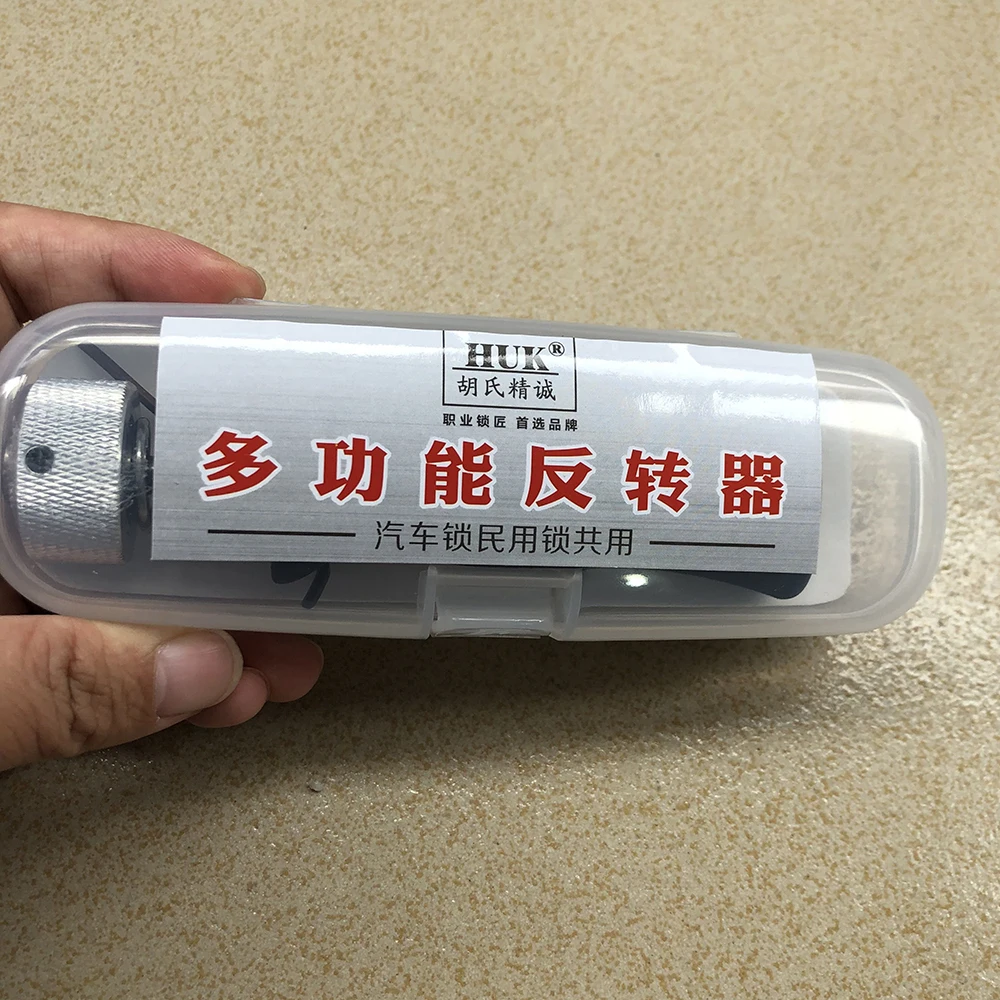 HUK®
胡氏精诚
职业锁匠 首选品牌
多功能反转器
汽车锁民用锁共用